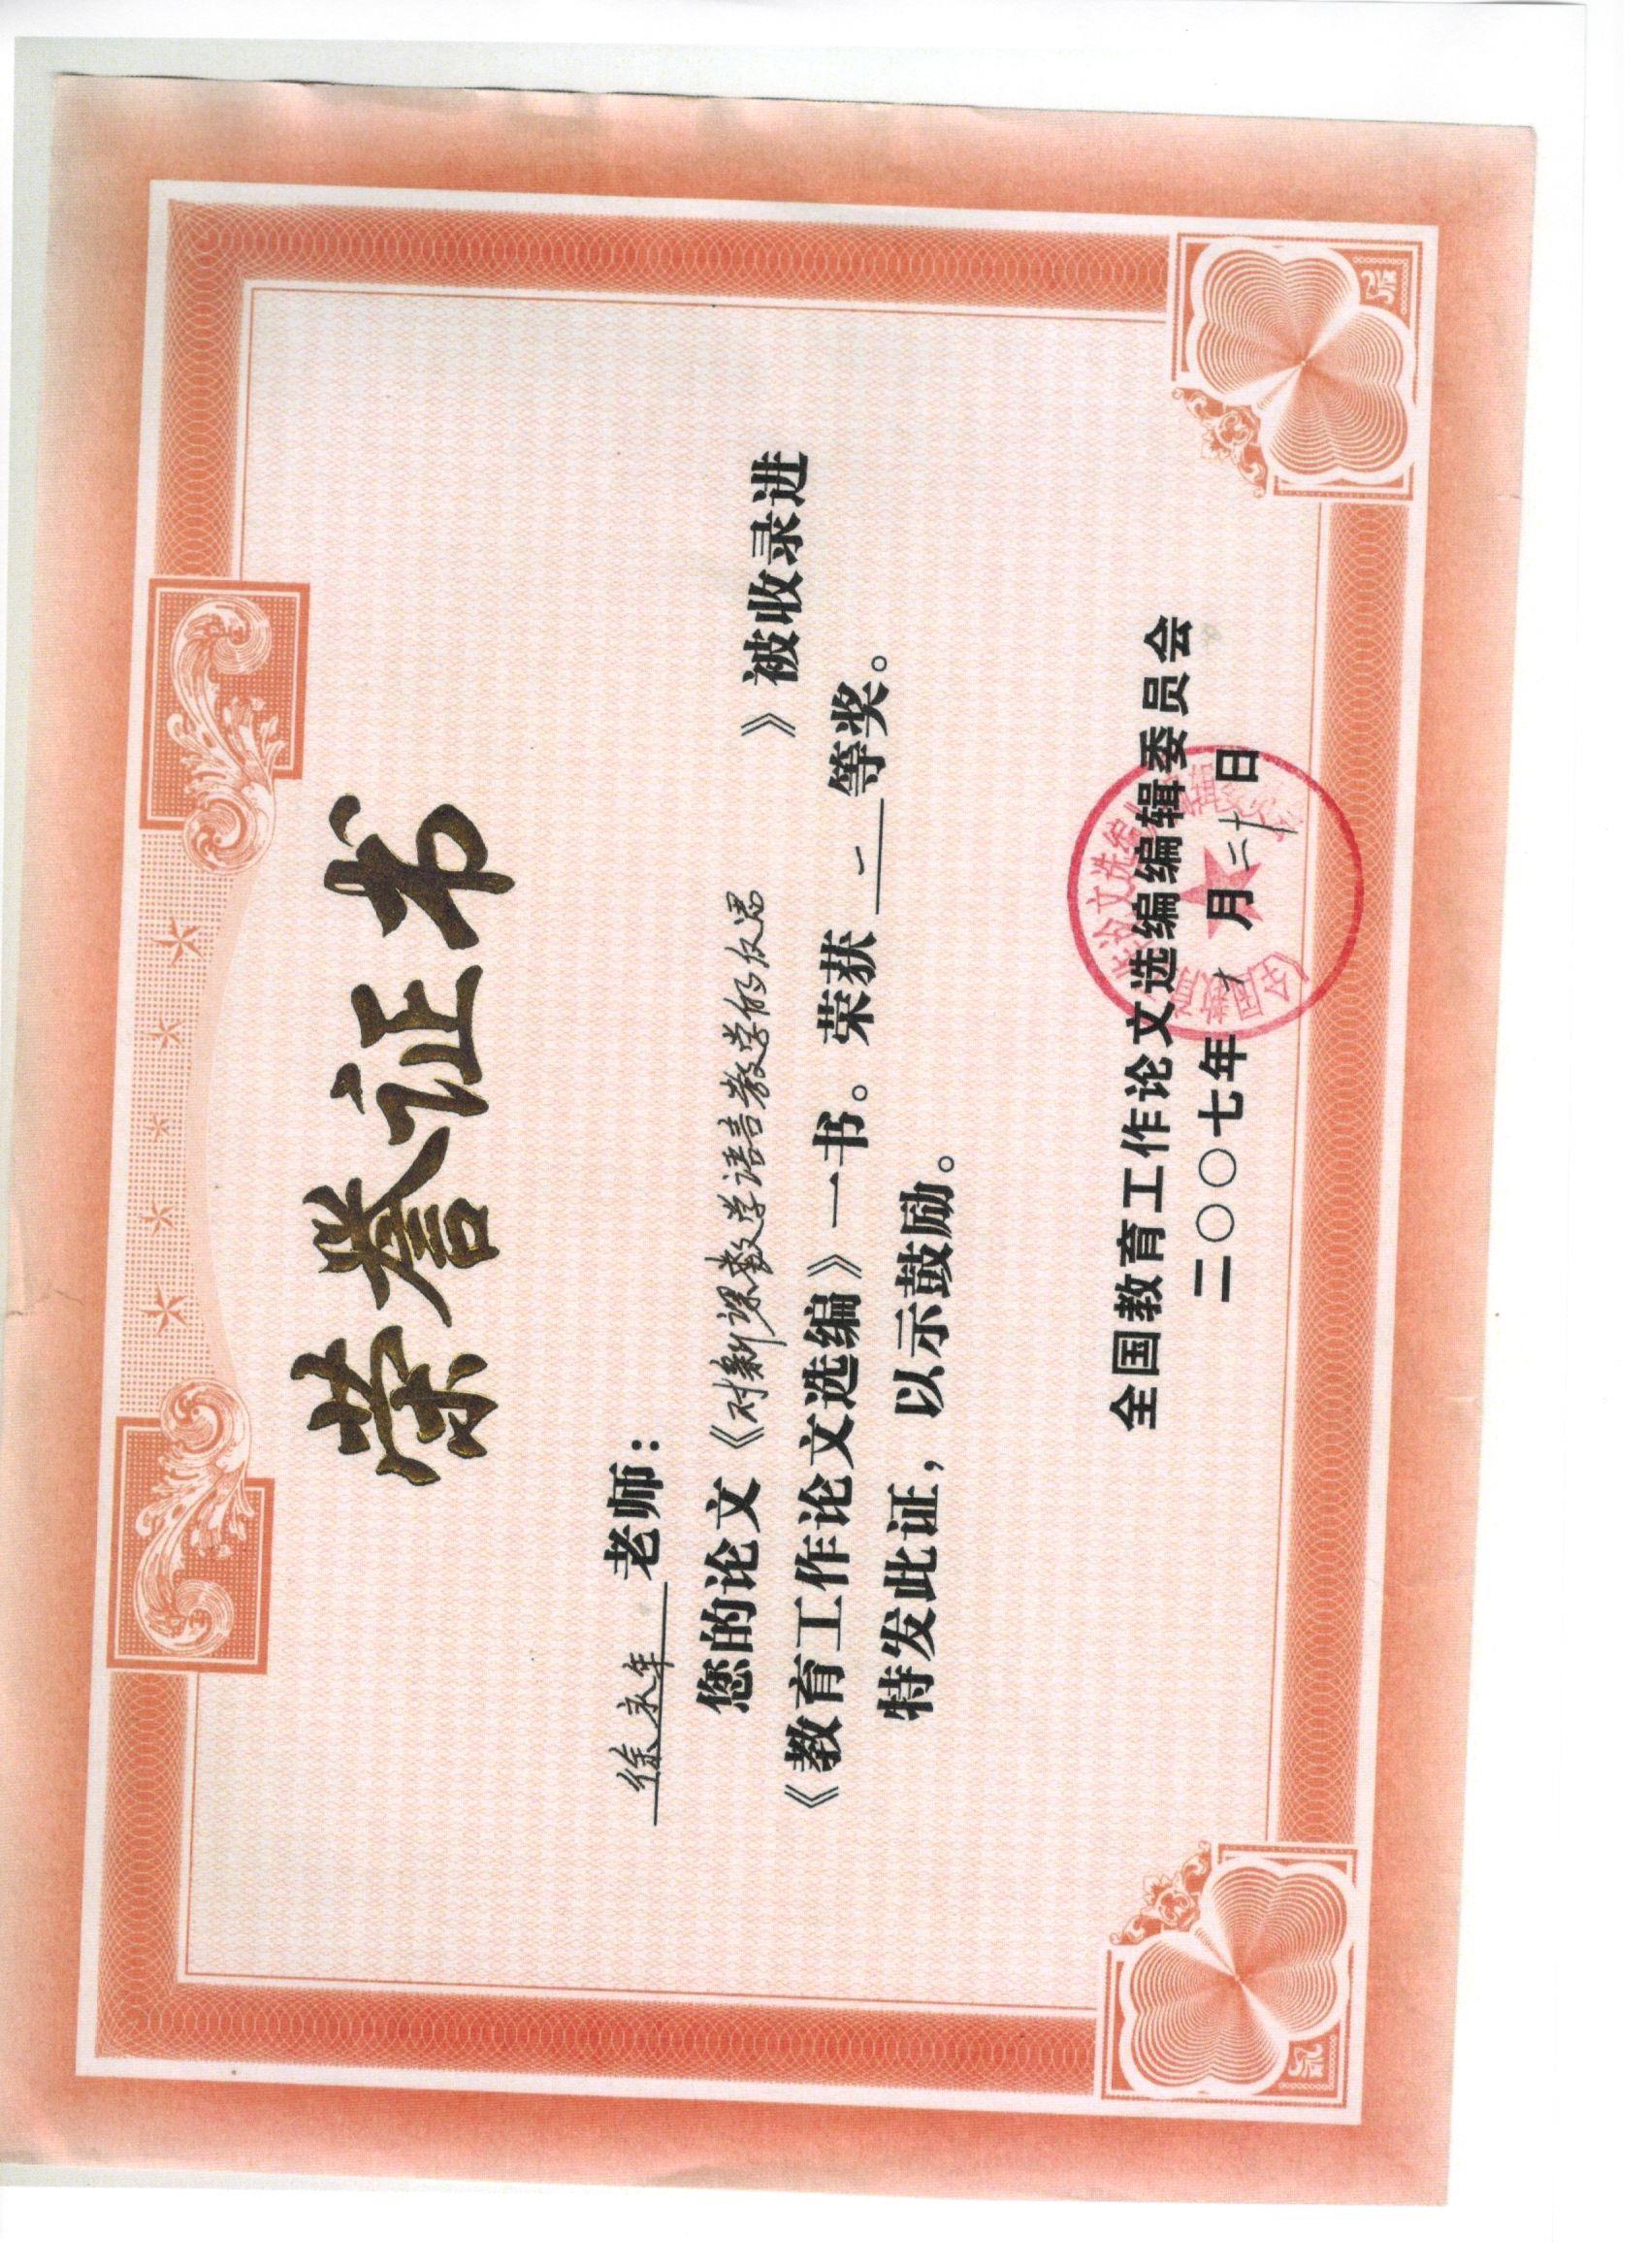 荣誉证书
徐永年老师：
您的论文《对新课数学语言教学的反思》被收录进
《教育工作论文选编》一书。荣获一等奖。
特发此证，以示鼓励。
全国教育工作论文选编编辑委员会
二〇〇七年 月二十日